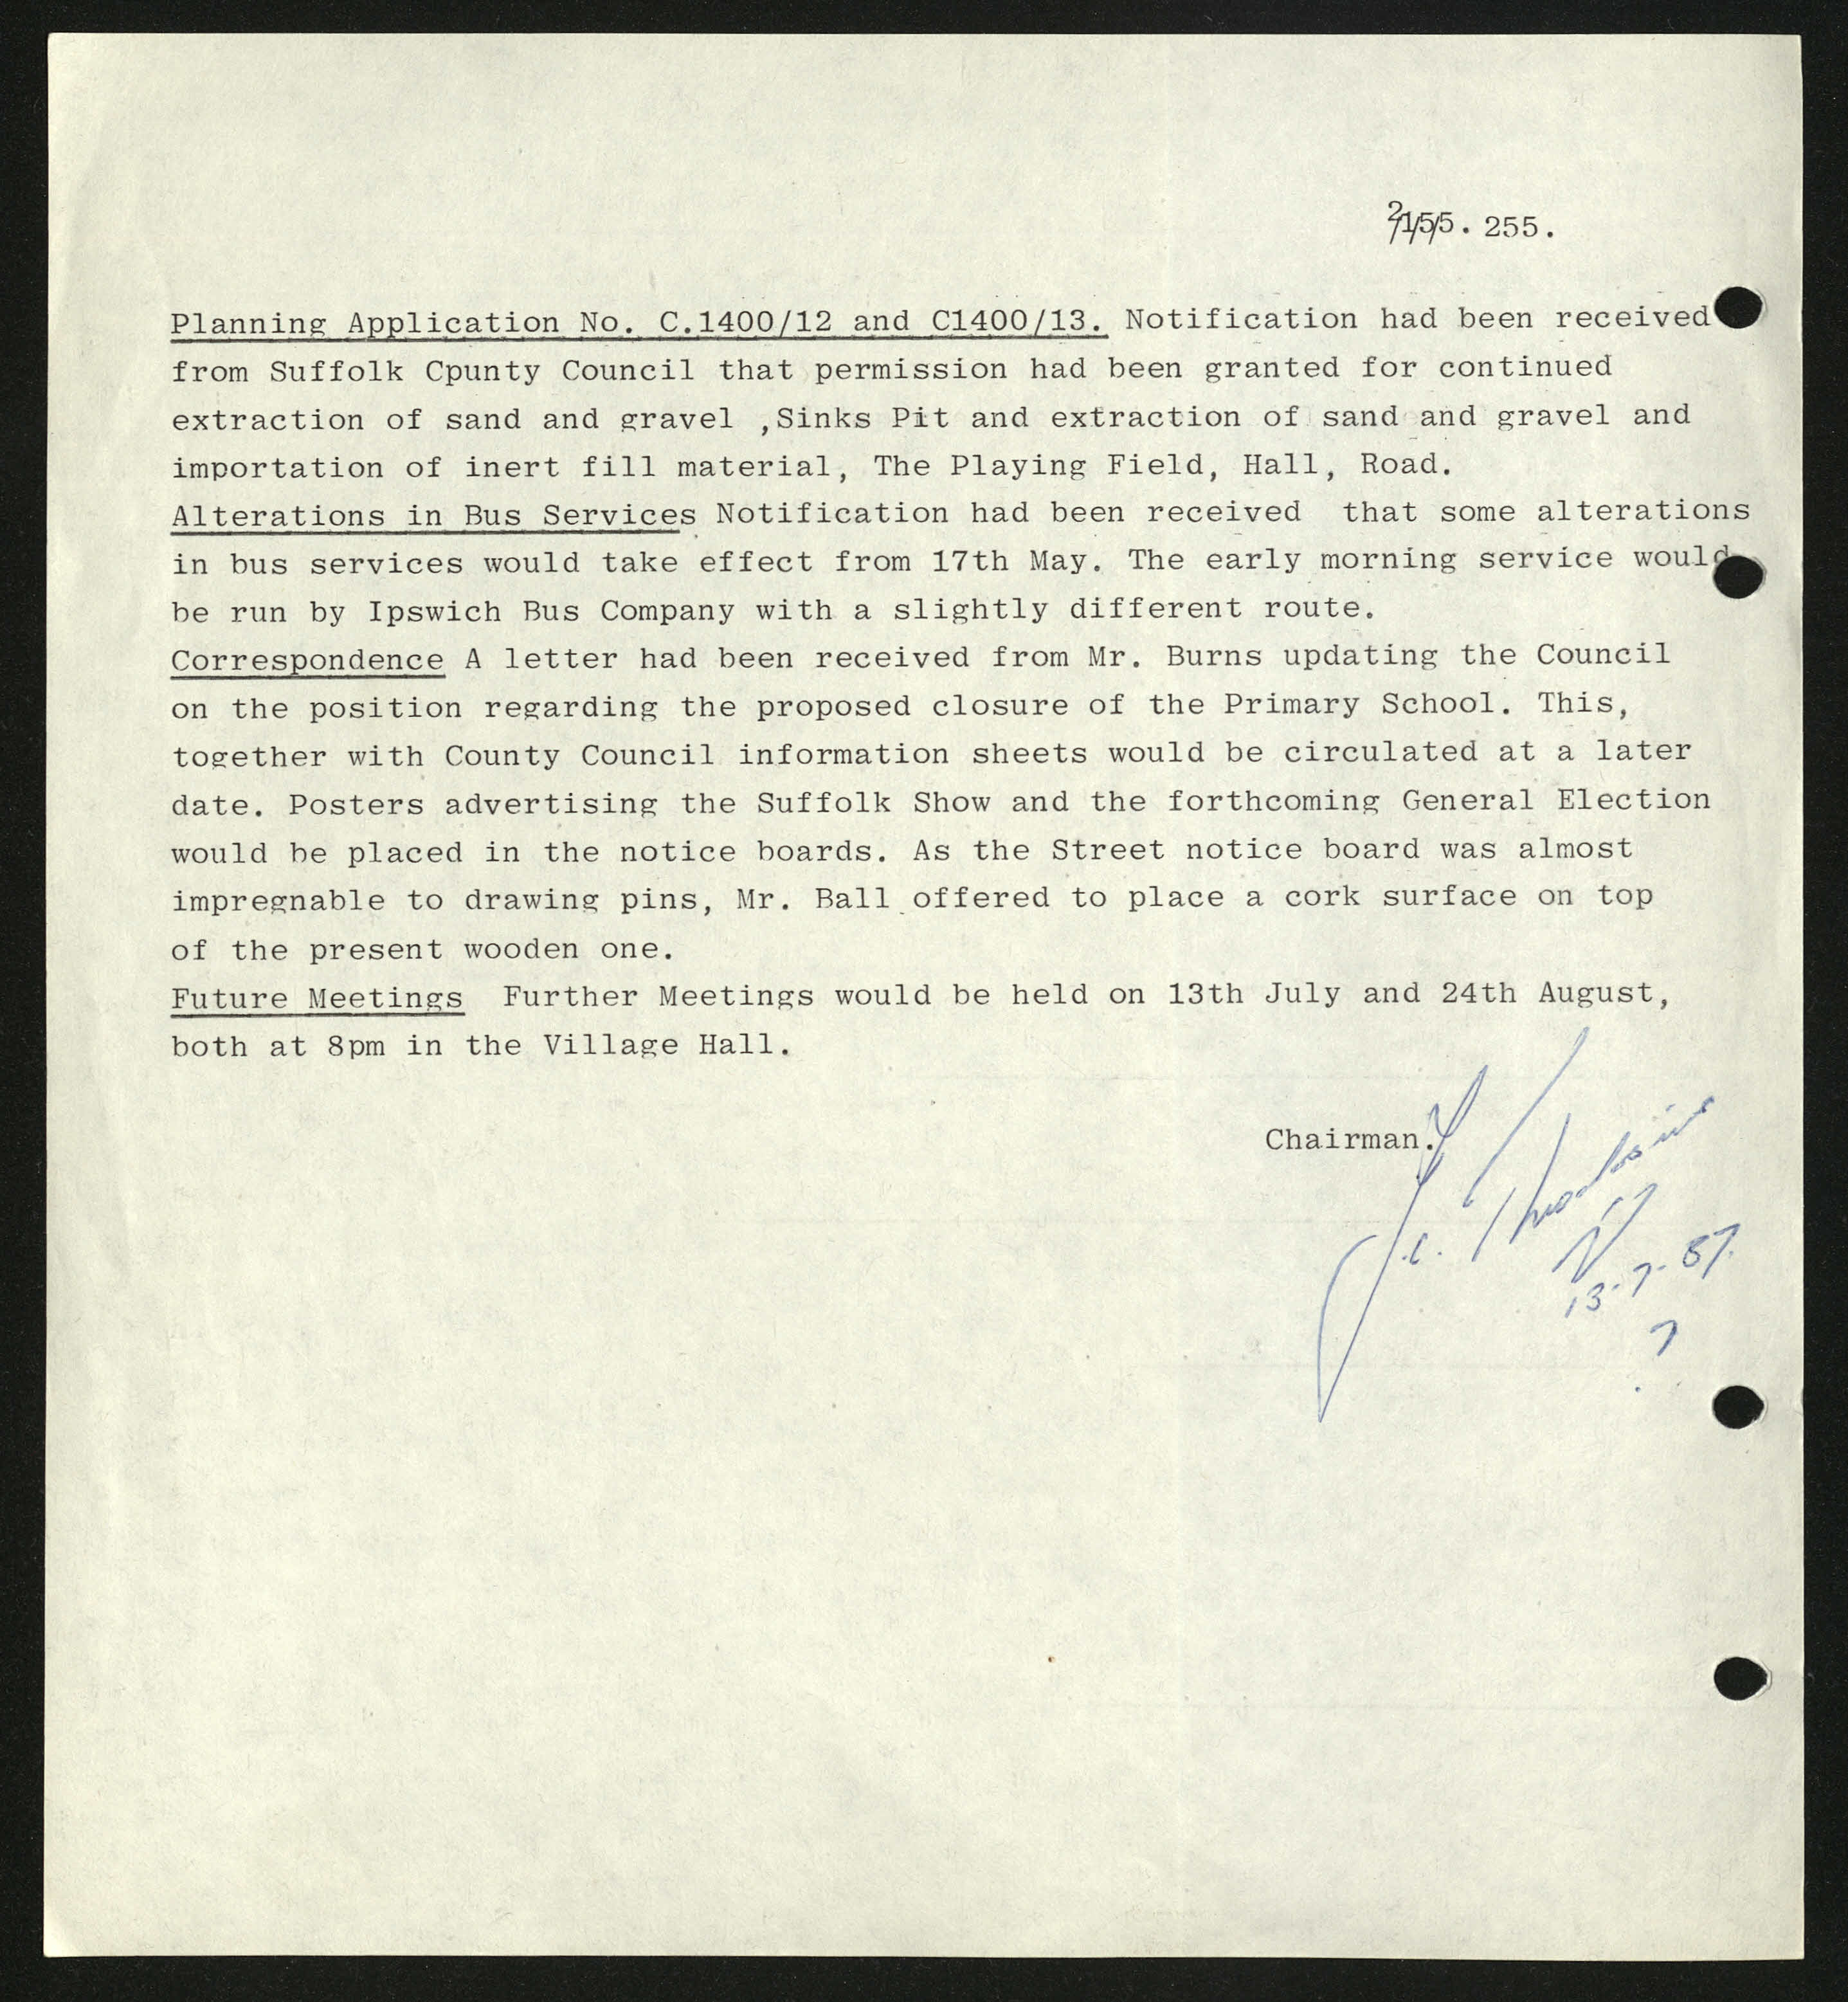 255.
Planning Application No. C.1400/12 and C1400/13. Notification had been received
from Suffolk Cpunty Council that permission had been granted for continued
extraction of sand and gravel ,Sinks Pit and extraction of sand and gravel and
importation of inert fill material, The Playing Field, Hall, Road.
Alterations in Bus Services Notification had been received  that some alterations
in bus services would take effect from 17th May. The early morning service would
be run by Ipswich Bus Company with a slightly different route.
Correspondence A letter had been received from Mr. Burns updating the Council
on the position regarding the proposed closure of the Primary School. This,
together with County Council information sheets would be circulated at a later
date. Posters advertising the Suffolk Show and the forthcoming General Election
would be placed in the notice boards. As the Street notice board was almost
impregnable to drawing pins, Mr. Ball offered to place a cork surface on top
of the present wooden one.
Future Meetings  Further Meetings would be held on 13th July and 24th August,
both at 8pm in the Village Hall.
Chairman.
13-7-87.